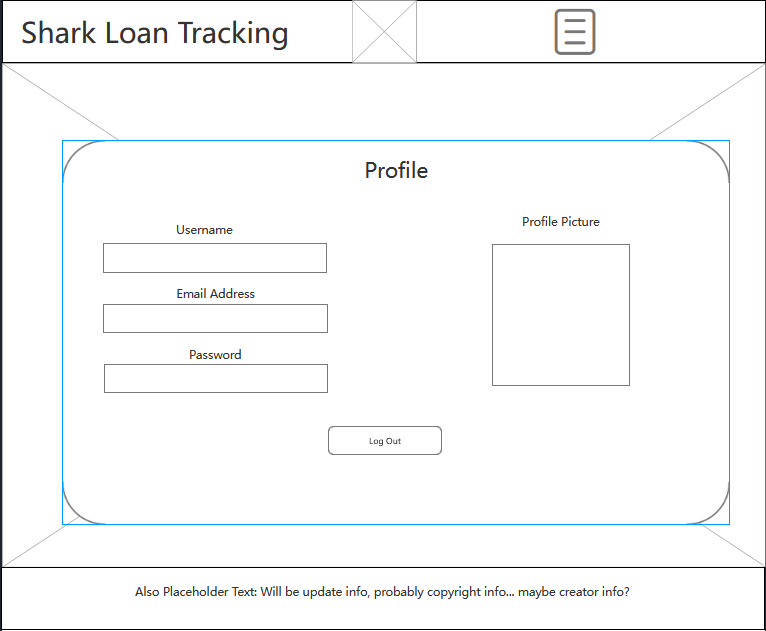 Shark Loan Tracking
Profile
Username
Profile Picture
Email Address
Password
Log Out
Also Placeholder Text: Will be update info, probably copyright info... maybe creator info?